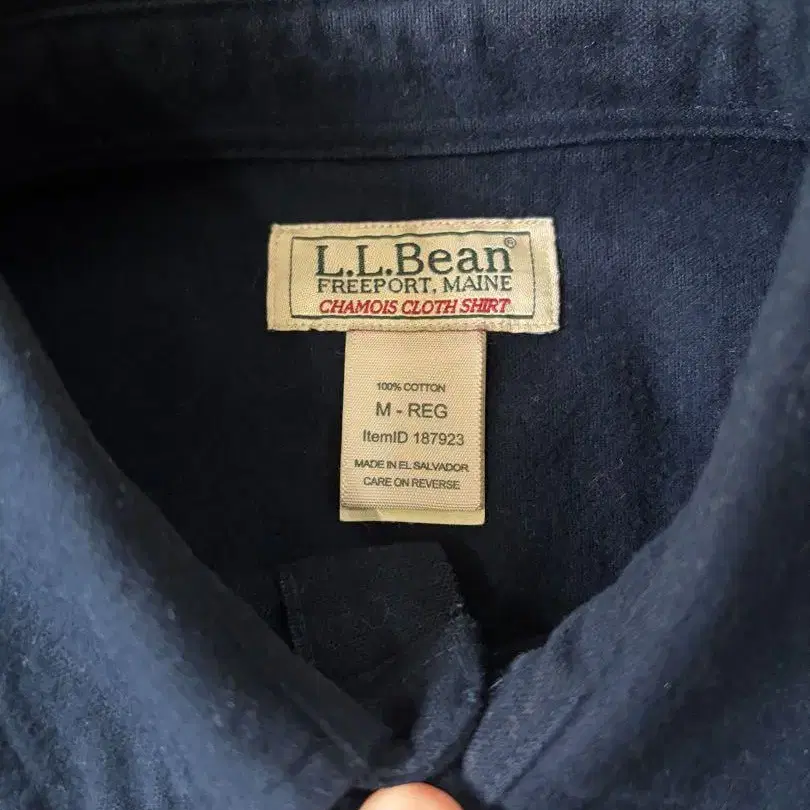 L.L.Bean®
FREEPORT, MAINE
CHAMOIS CLOTH SHIRT
100% COTTON
M - REG
ItemID 187923
MADE IN EL SALVADOR
CARE ON REVERSE